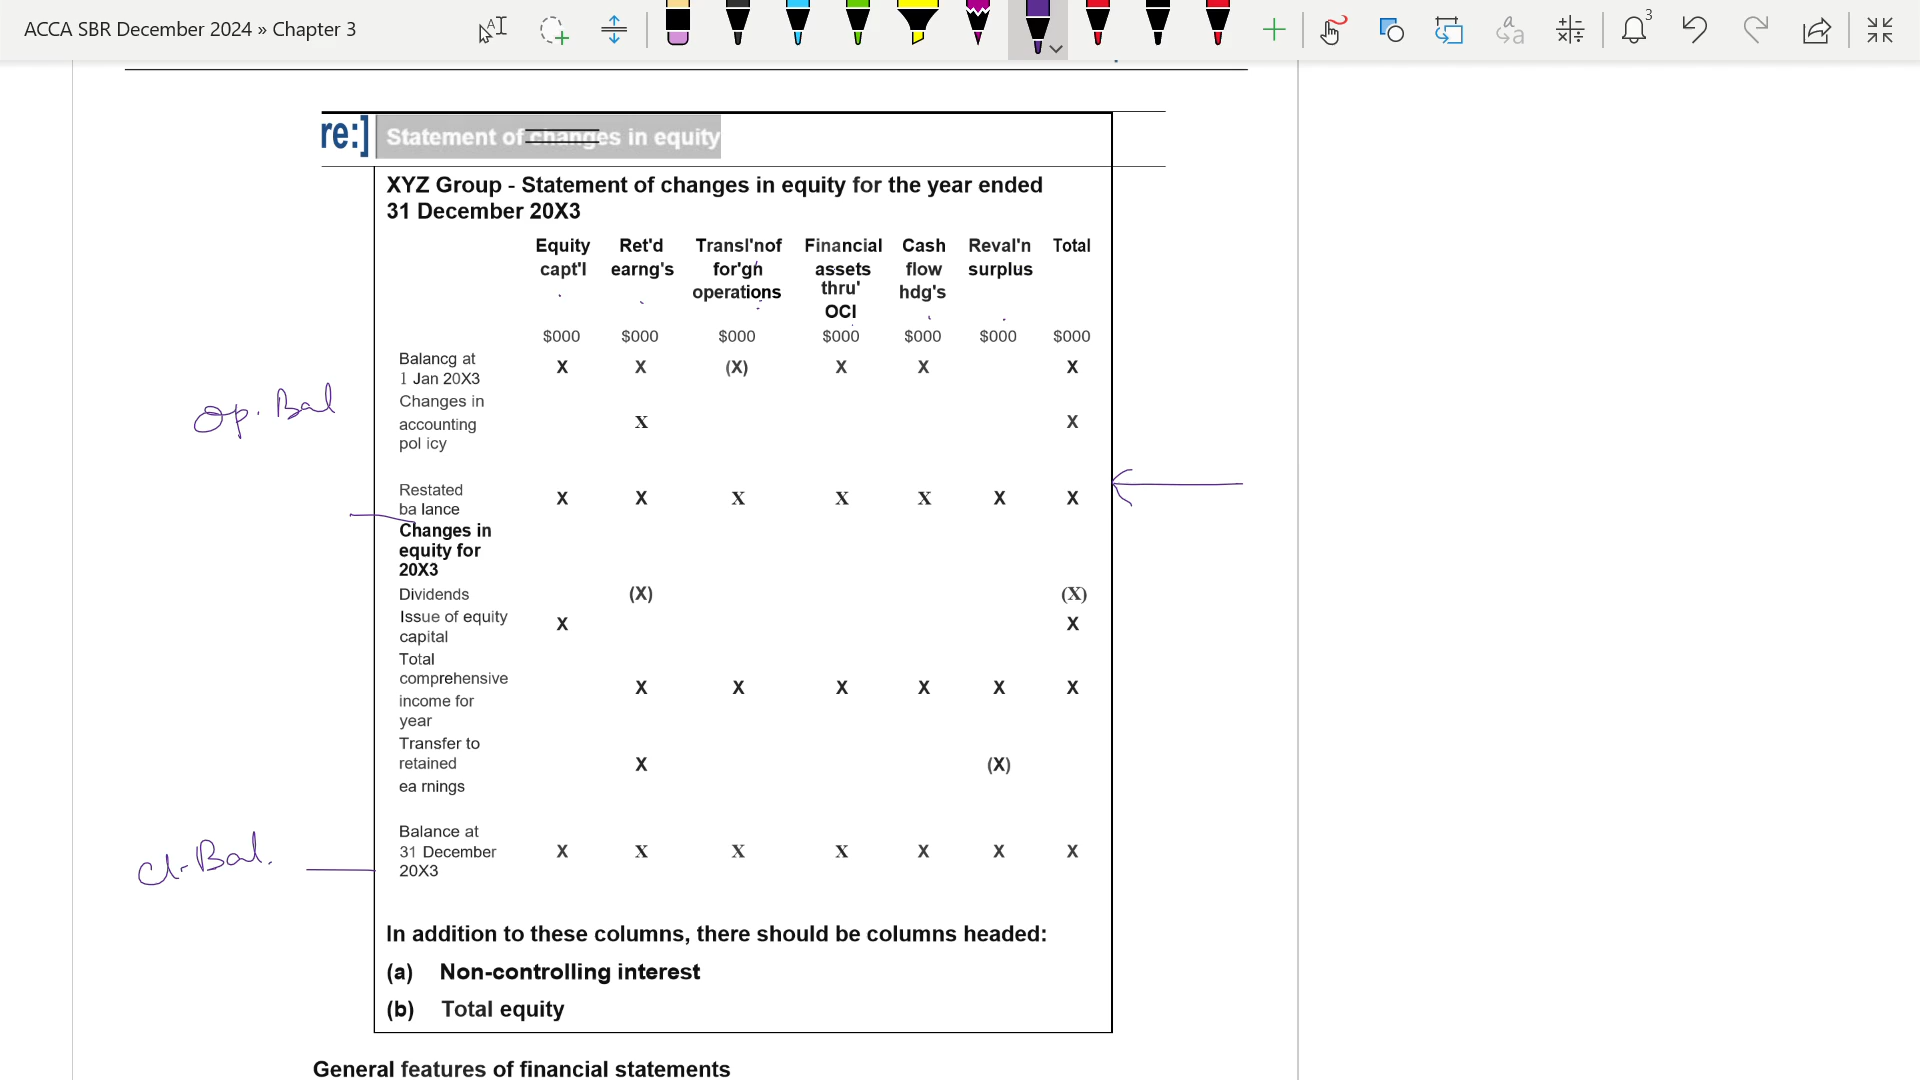 ACCA SBR December 2024 » Chapter 3
3
re:] Statement of changes in equity
XYZ Group - Statement of changes in equity for the year ended
31 December 20X3
Equity Ret'd Transl'nof Financial Cash Reval'n Total
capt'l earng's for'gn assets flow surplus
operations thru' hdg's
OCI
$000 $000 $000 $000 $000 $000 $000
Balancg at
1 Jan 20X3 X X (X) X X X
Op. Bal
Changes in
accounting X X
pol icy
Restated
ba lance X X X X X X X
Changes in
equity for
20X3
Dividends (X) (X)
Issue of equity
capital X X
Total
comprehensive
income for X X X X X X
year
Transfer to
retained X (X)
ea rnings
Balance at
31 December X X X X X X X
20X3
Cl-Bal.
In addition to these columns, there should be columns headed:
(a) Non-controlling interest
(b) Total equity
General features of financial statements